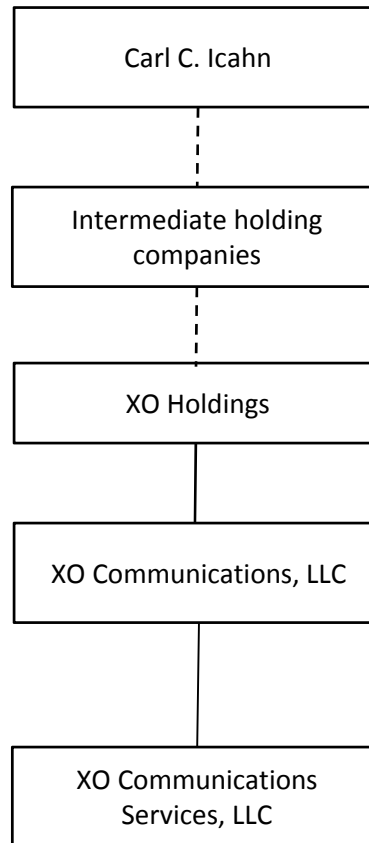 Carl C. Icahn
Intermediate holding
companies
XO Holdings
XO Communications, LLC
XO Communications
Services, LLC